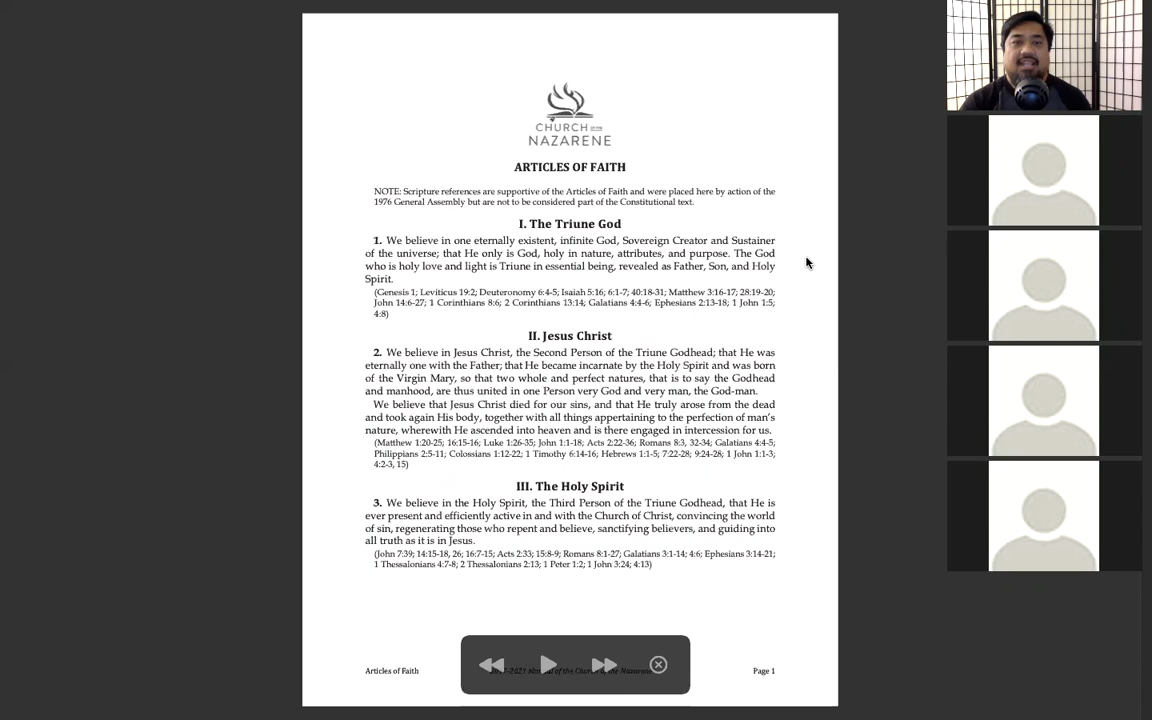 CHURCH OF THE
NAZARENE
ARTICLES OF FAITH
NOTE: Scripture references are supportive of the Articles of Faith and were placed here by action of the
1976 General Assembly but are not to be considered part of the Constitutional text.
I. The Triune God
1. We believe in one eternally existent, infinite God, Sovereign Creator and Sustainer
of the universe; that He only is God, holy in nature, attributes, and purpose. The God
who is holy love and light is Triune in essential being, revealed as Father, Son, and Holy
Spirit.
(Genesis 1; Leviticus 19:2; Deuteronomy 6:4-5; Isaiah 5:16; 6:1-7; 40:18-31; Matthew 3:16-17; 28:19-20;
John 14:6-27; 1 Corinthians 8:6; 2 Corinthians 13:14; Galatians 4:4-6; Ephesians 2:13-18; 1 John 1:5;
4:8)
II. Jesus Christ
2. We believe in Jesus Christ, the Second Person of the Triune Godhead; that He was
eternally one with the Father; that He became incarnate by the Holy Spirit and was born
of the Virgin Mary, so that two whole and perfect natures, that is to say the Godhead
and manhood, are thus united in one Person very God and very man, the God-man.
We believe that Jesus Christ died for our sins, and that He truly arose from the dead
and took again His body, together with all things appertaining to the perfection of man's
nature, wherewith He ascended into heaven and is there engaged in intercession for us.
(Matthew 1:20-25; 16:15-16; Luke 1:26-35; John 1:1-18; Acts 2:22-36; Romans 8:3, 32-34; Galatians 4:4-5;
Philippians 2:5-11; Colossians 1:12-22; 1 Timothy 6:14-16; Hebrews 1:1-5; 7:22-28; 9:24-28; 1 John 1:1-3;
4:2-3, 15)
III. The Holy Spirit
3. We believe in the Holy Spirit, the Third Person of the Triune Godhead, that He is
ever present and efficiently active in and with the Church of Christ, convincing the world
of sin, regenerating those who repent and believe, sanctifying believers, and guiding into
all truth as it is in Jesus.
(John 7:39; 14:15-18, 26; 16:7-15; Acts 2:33; 15:8-9; Romans 8:1-27; Galatians 3:1-14; 4:6; Ephesians 3:14-21;
1 Thessalonians 4:7-8; 2 Thessalonians 2:13; 1 Peter 1:2; 1 John 3:24; 4:13)
Articles of Faith 2017-2021 Manual of the Church of the Nazarene Page 1